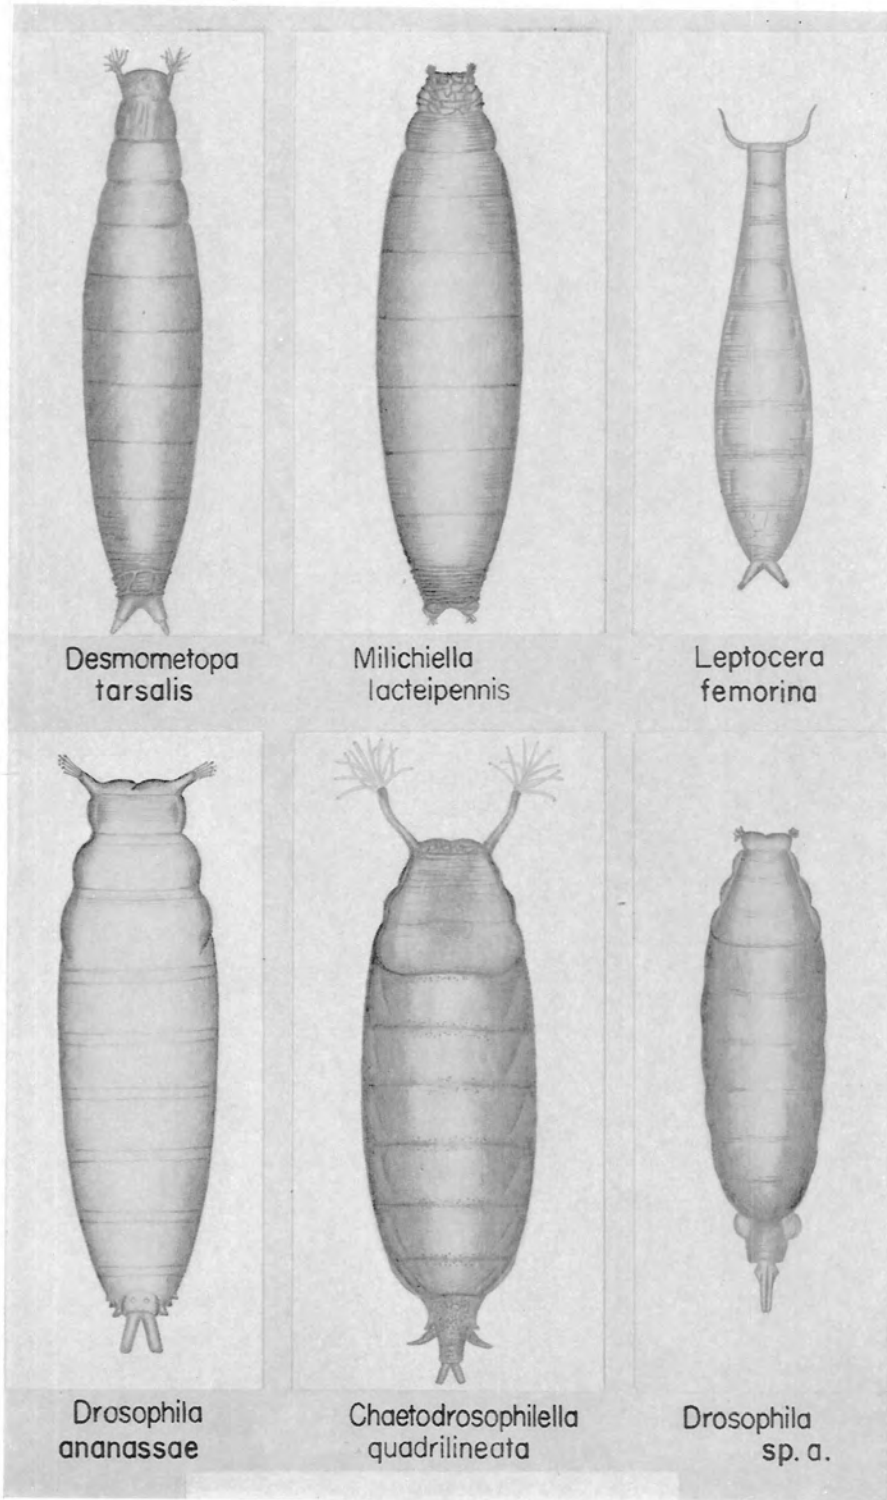 Desmometopa
tarsalis
Milichiella
lacteipennis
Leptocera
femorina
Drosophila
ananassae
Chaetodrosophilella
quadrilineata
Drosophila
sp. a.